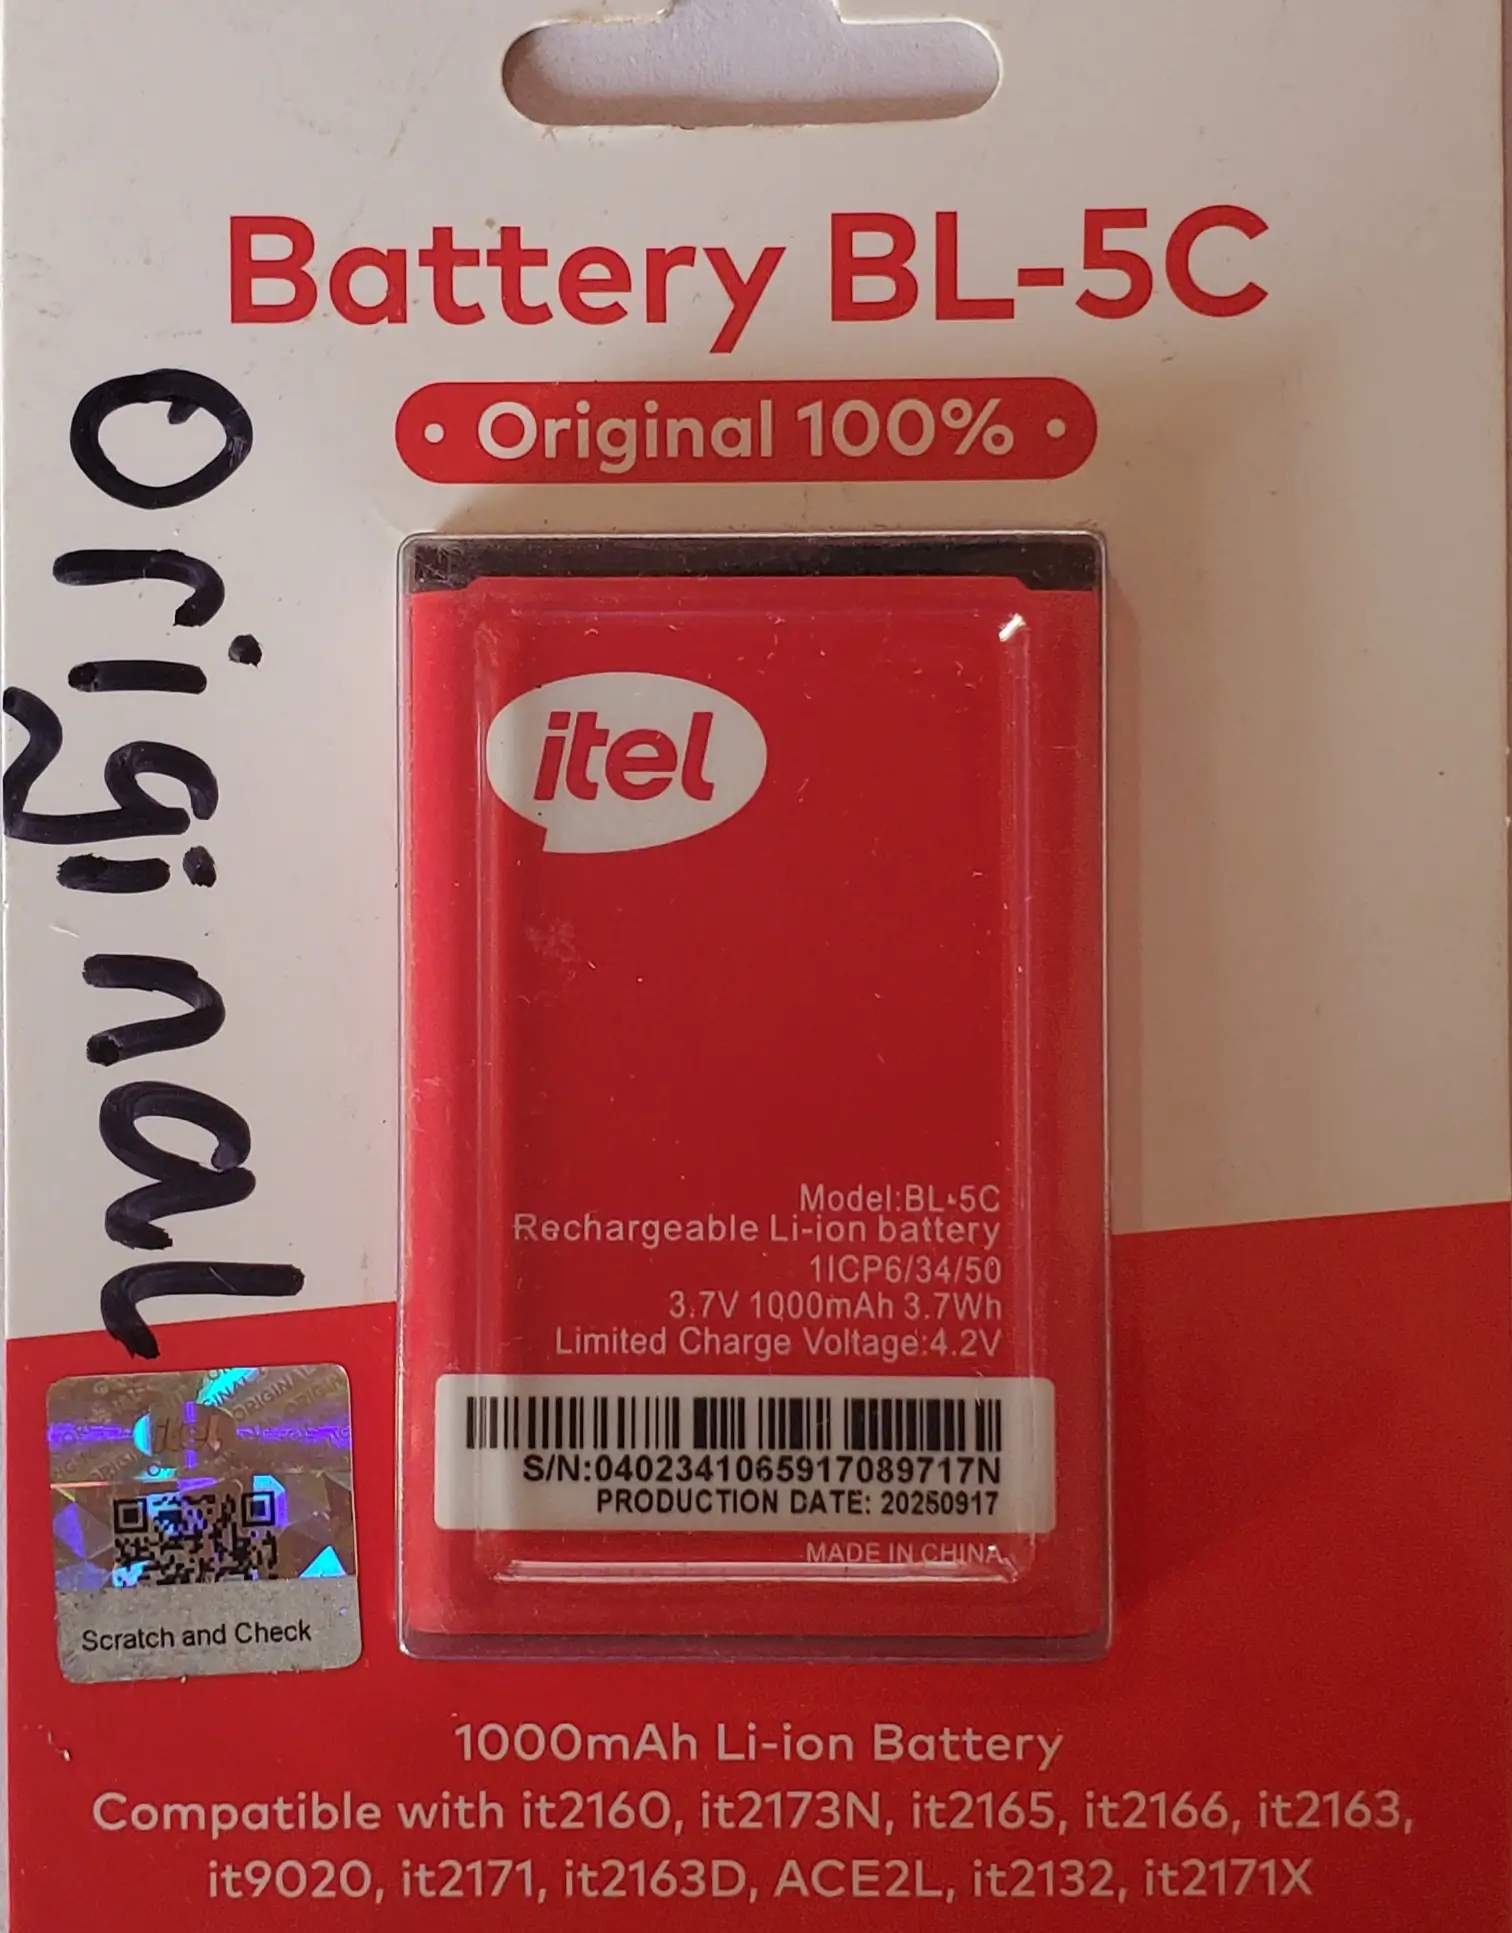 Battery BL-5C
• Original 100% •
Original
itel
Model:BL-5C
Rechargeable Li-ion battery
1ICP6/34/50
3.7V 1000mAh 3.7Wh
Limited Charge Voltage:4.2V
S/N:0402341065917089717N
PRODUCTION DATE: 20250917
MADE IN CHINA
itel
ORIGINAL
Scratch and Check
1000mAh Li-ion Battery
Compatible with it2160, it2173N, it2165, it2166, it2163,
it9020, it2171, it2163D, ACE2L, it2132, it2171X